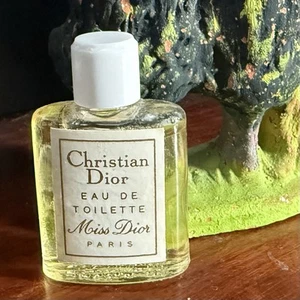 Christian
Dior
EAU DE
TOILETTE
Miss Dior
PARIS